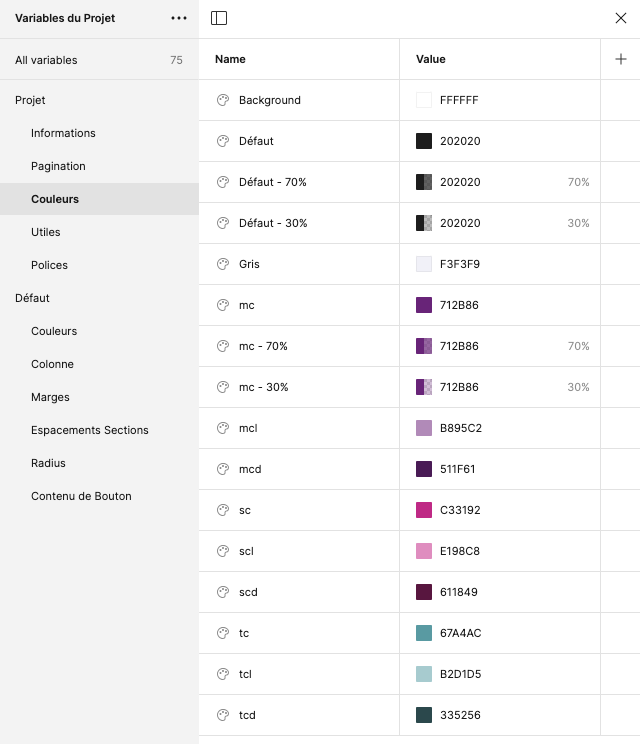 Variables du Projet
All variables 75
Projet
Informations
Pagination
Couleurs
Utiles
Polices
Défaut
Couleurs
Colonne
Marges
Espacements Sections
Radius
Contenu de Bouton
Name Value
Background FFFFFF
Défaut 202020
Défaut - 70% 202020 70%
Défaut - 30% 202020 30%
Gris F3F3F9
mc 712B86
mc - 70% 712B86 70%
mc - 30% 712B86 30%
mcl B895C2
mcd 511F61
sc C33192
scl E198C8
scd 611849
tc 67A4AC
tcl B2D1D5
tcd 335256